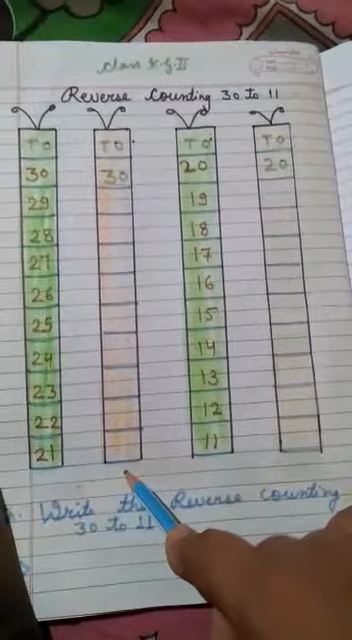 Class K.G II
Reverse Counting 30 to 11
T O T O T O T O
30 30 20 20
29 19
28 18
27 17
26 16
25 15
24 14
23 13
22 12
21 11
Write the Reverse counting
30 to 11